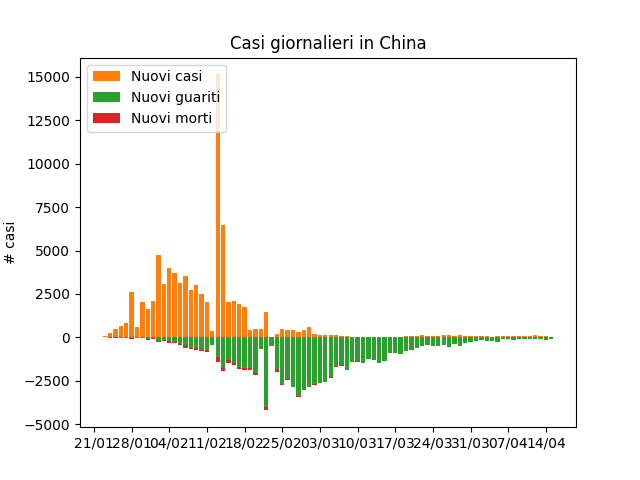 Casi giornalieri in China
Nuovi casi
Nuovi guariti
Nuovi morti
# casi
15000
12500
10000
7500
5000
2500
0
−2500
−5000
21/01 28/01 04/02 11/02 18/02 25/02 03/03 10/03 17/03 24/03 31/03 07/04 14/04